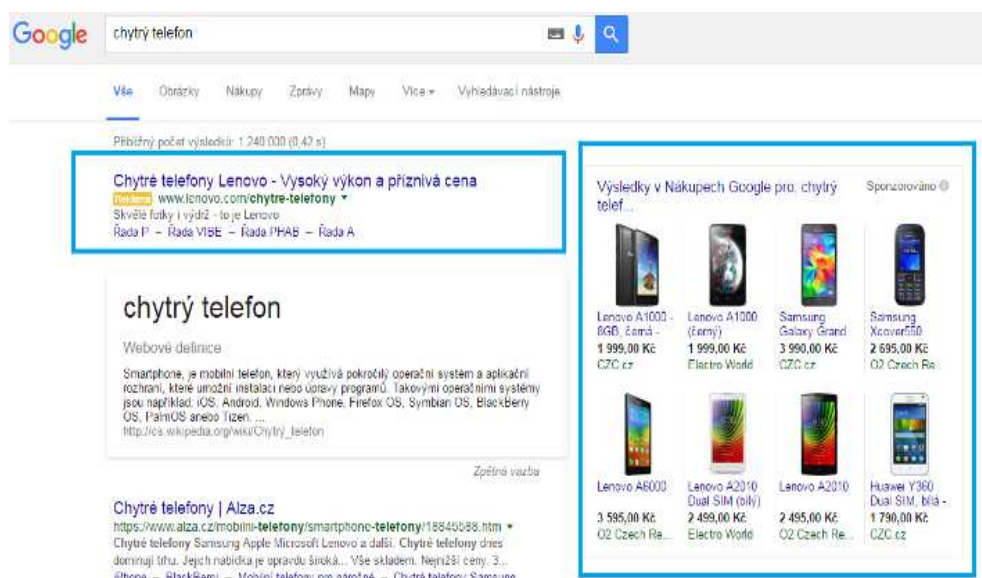 Google
chytrý telefon
Vše Obrázky Nákupy Zprávy Mapy Více Vyhledávací nástroje
Přibližný počet výsledků: 1 240 000 (0,42 s)
Chytré telefony Lenovo - Vysoký výkon a příznivá cena
Reklama www.lenovo.com/chytre-telefony
Skvělé fotky i výdrž - to je Lenovo
Řada P – Řada VIBE – Řada PHAB – Řada A
chytrý telefon
Webové definice
Smartphone, je mobilní telefon, který využívá pokročilý operační systém a aplikační
rozhraní, které umožní instalaci nebo úpravy programů. Takovými operačními systémy
jsou například: iOS, Android, Windows Phone, Firefox OS, Symbian OS, BlackBerry
OS, PalmOS anebo Tizen. ...
http://cs.wikipedia.org/wiki/Chytrý_telefon
Zpětná vazba
Chytré telefony | Alza.cz
https://www.alza.cz/mobilni-telefony/smartphone-telefony/18845588.htm
Chytré telefony Samsung Apple Microsoft Lenovo a další. Chytré telefony dnes
dominují trhu. Jejich nabídka je opravdu široká... Vše skladem. Nejnižší ceny. 3...
iPhone – BlackBerry – Mobilní telefony pro náročné – Chytré telefony Samsung
Výsledky v Nákupech Google pro: chytrý
telef...
Sponzorováno
Lenovo A1000 -
8GB, černá -
1 999,00 Kč
CZC.cz
Lenovo A1000
(černý)
1 999,00 Kč
Electro World
Samsung
Galaxy Grand
3 990,00 Kč
CZC.cz
Samsung
Xcover550
2 695,00 Kč
O2 Czech Re...
Lenovo A6000
3 595,00 Kč
O2 Czech Re...
Lenovo A2010
Dual SIM (bílý)
2 499,00 Kč
Electro World
Lenovo A2010
2 495,00 Kč
O2 Czech Re...
Huawei Y360
Dual SIM, bílá -
1 790,00 Kč
CZC.cz